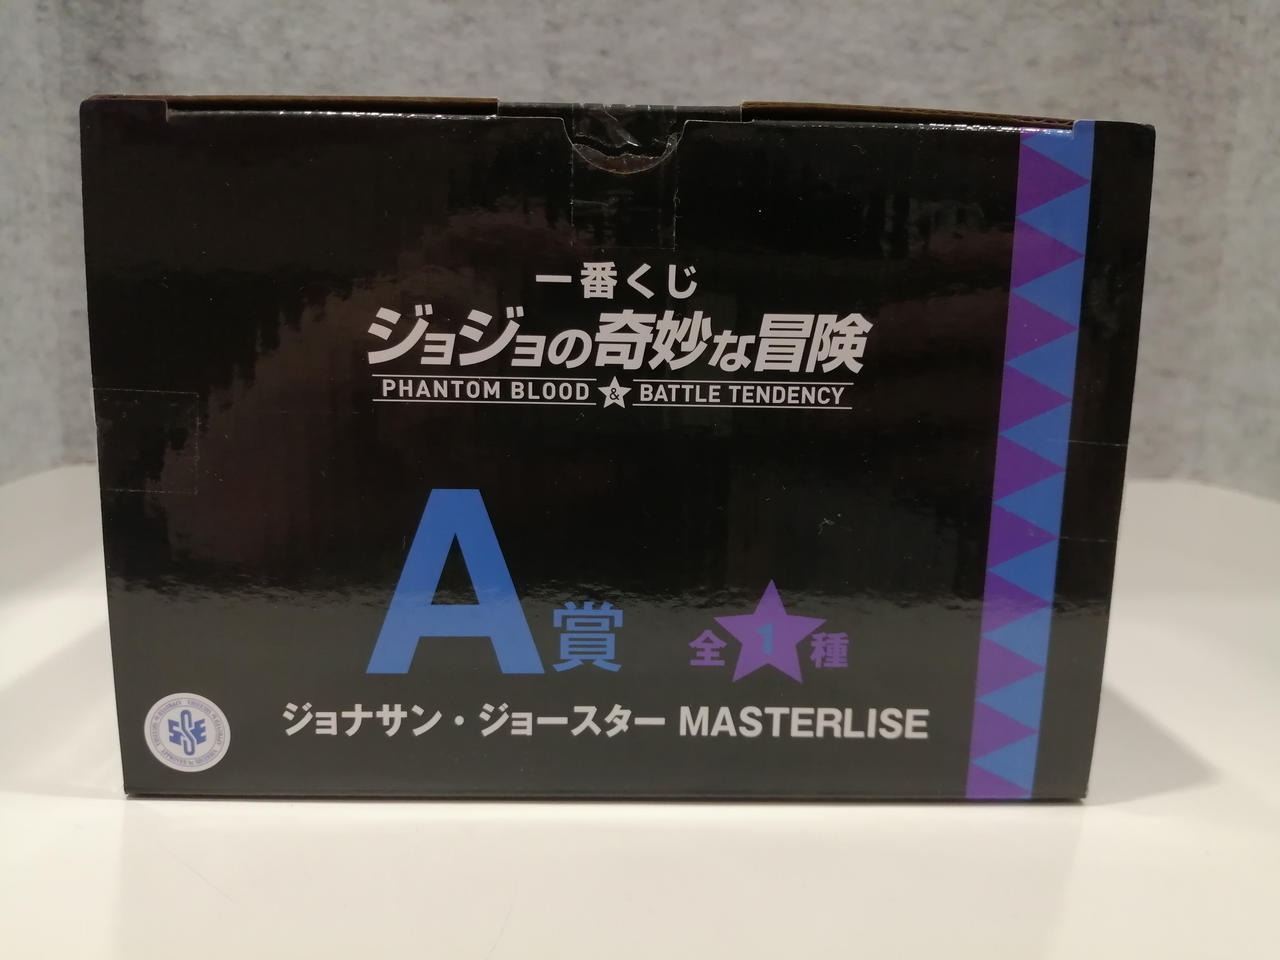 一番くじ
ジョジョの奇妙な冒険
PHANTOM BLOOD & BATTLE TENDENCY
A賞 全1種
ジョナサン・ジョースター MASTERLISE